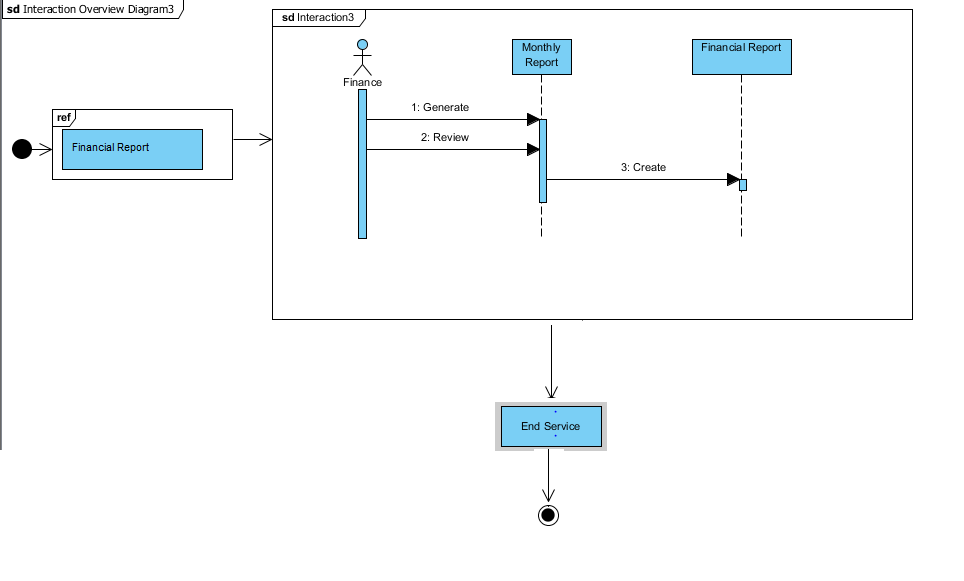 sd Interaction Overview Diagram3
sd Interaction3
Finance
Monthly
Report
Financial Report
1: Generate
2: Review
3: Create
ref
Financial Report
End Service